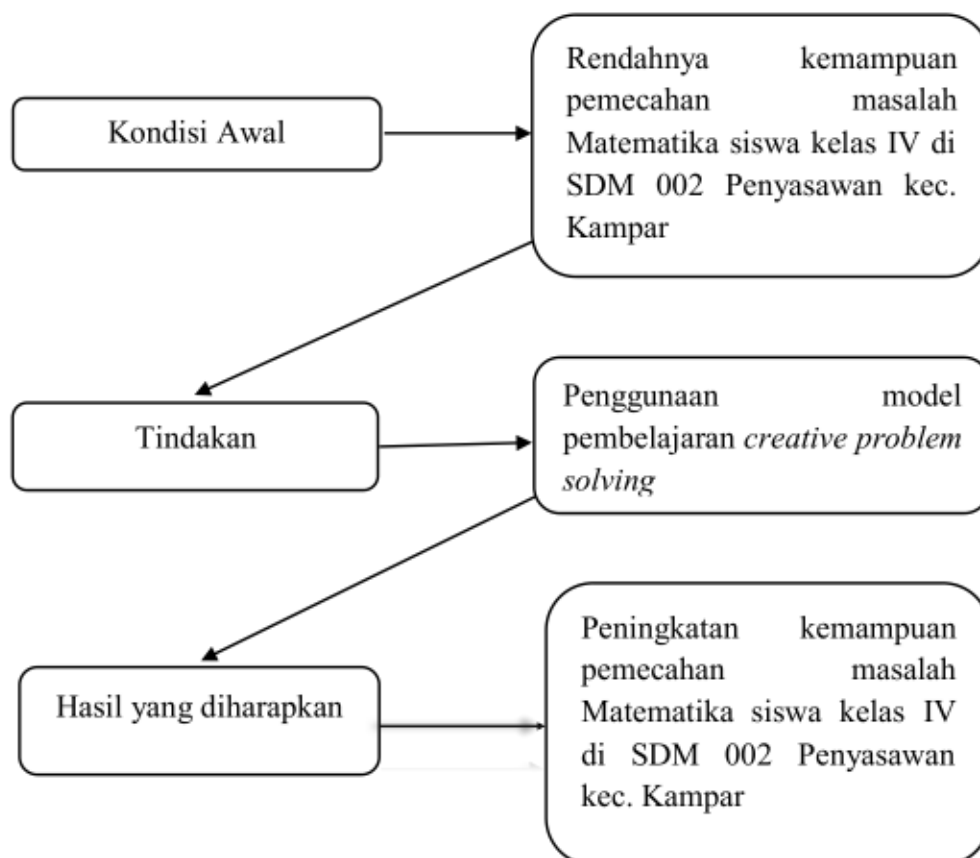 Kondisi Awal
Rendahnya kemampuan
pemecahan masalah
Matematika siswa kelas IV di
SDM 002 Penyasawan kec.
Kampar
Tindakan
Penggunaan model
pembelajaran creative problem
solving
Hasil yang diharapkan
Peningkatan kemampuan
pemecahan masalah
Matematika siswa kelas IV
di SDM 002 Penyasawan
kec. Kampar